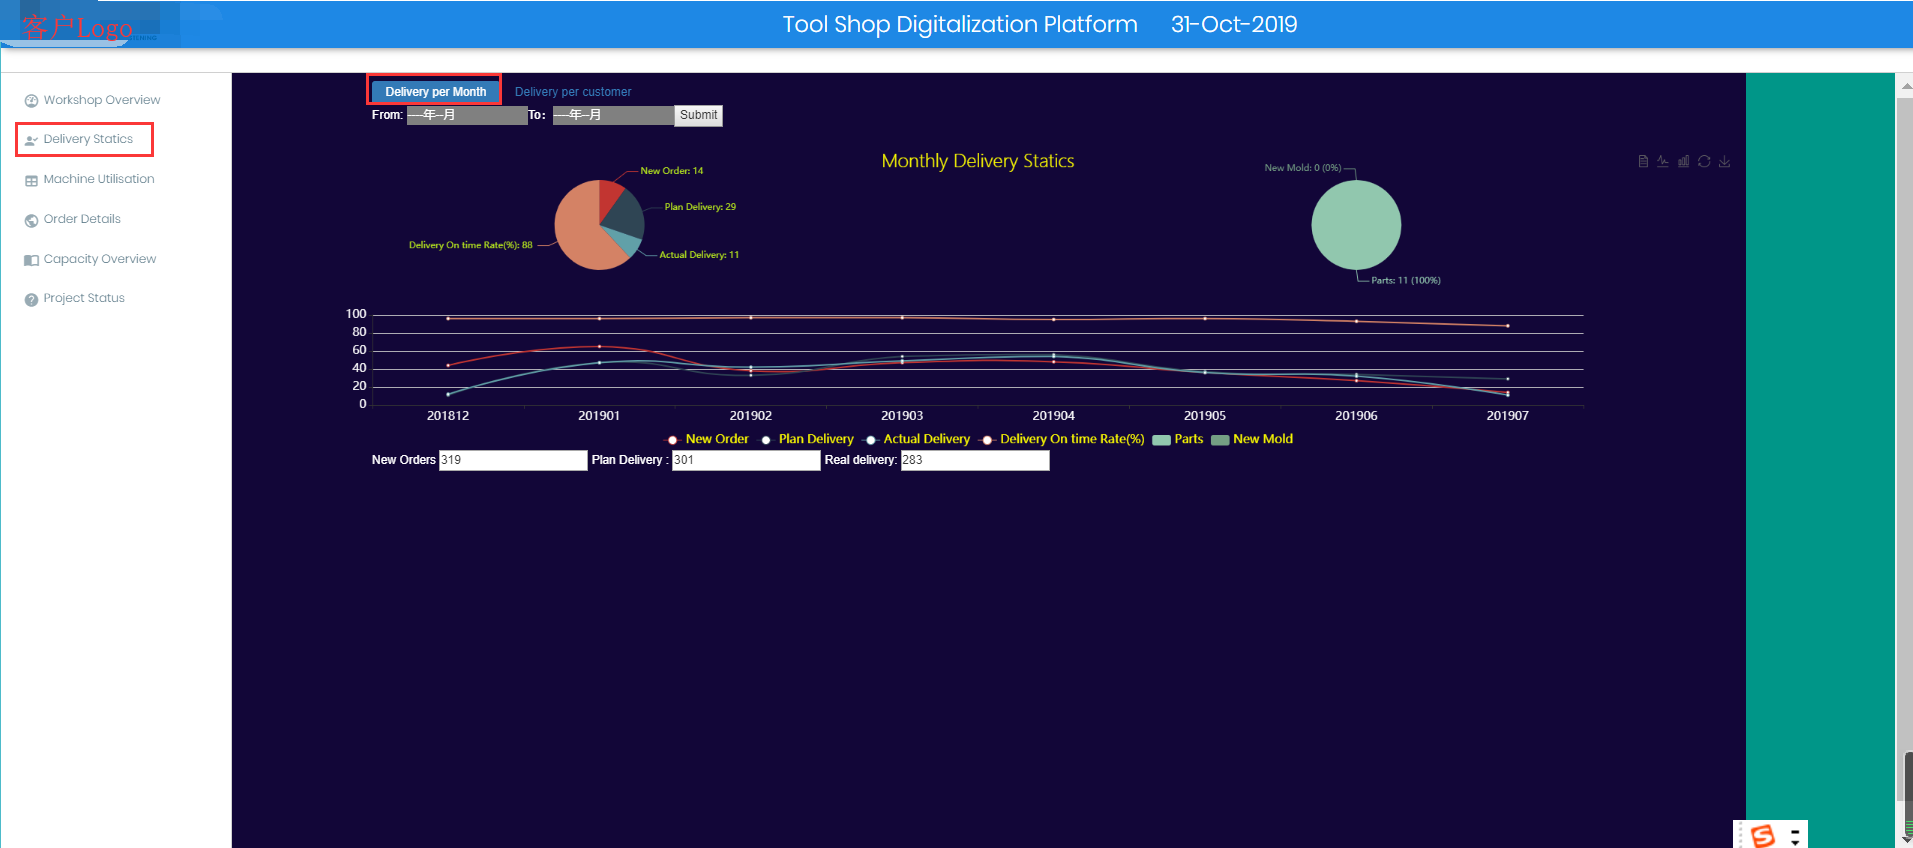 客户Logo
Tool Shop Digitalization Platform 31-Oct-2019
Workshop Overview
Delivery Statics
Machine Utilisation
Order Details
Capacity Overview
Project Status
Delivery per Month Delivery per customer
From: ----年--月 To: ----年--月 Submit
Monthly Delivery Statics
New Order: 14
Plan Delivery: 29
Delivery On time Rate(%): 88
Actual Delivery: 11
New Mold: 0 (0%)
Parts: 11 (100%)
100
80
60
40
20
0
201812 201901 201902 201903 201904 201905 201906 201907
New Order Plan Delivery Actual Delivery Delivery On time Rate(%) Parts New Mold
New Orders 319 Plan Delivery : 301 Real delivery: 283